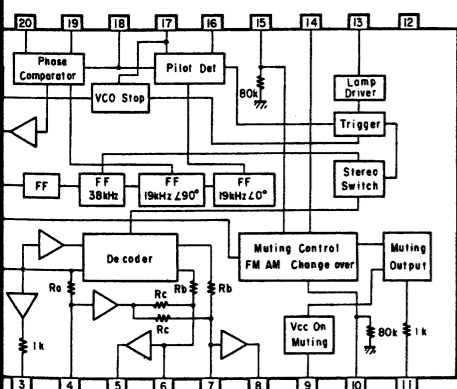 20 19 18 17 16 15 14 13 12
Phase
Comparator
Pilot Det
80k
Lamp
Driver
VCO Stop
Trigger
FF
FF
38kHz
FF
19kHz∠90°
FF
19kHz∠0°
Stereo
Switch
Decoder
Muting Control
FM AM Change over
Muting
Output
Ra
Rb
Rb
Rc
Rc
1k
Vcc On
Muting
80k
1k
3 4 5 6 7 8 9 10 11